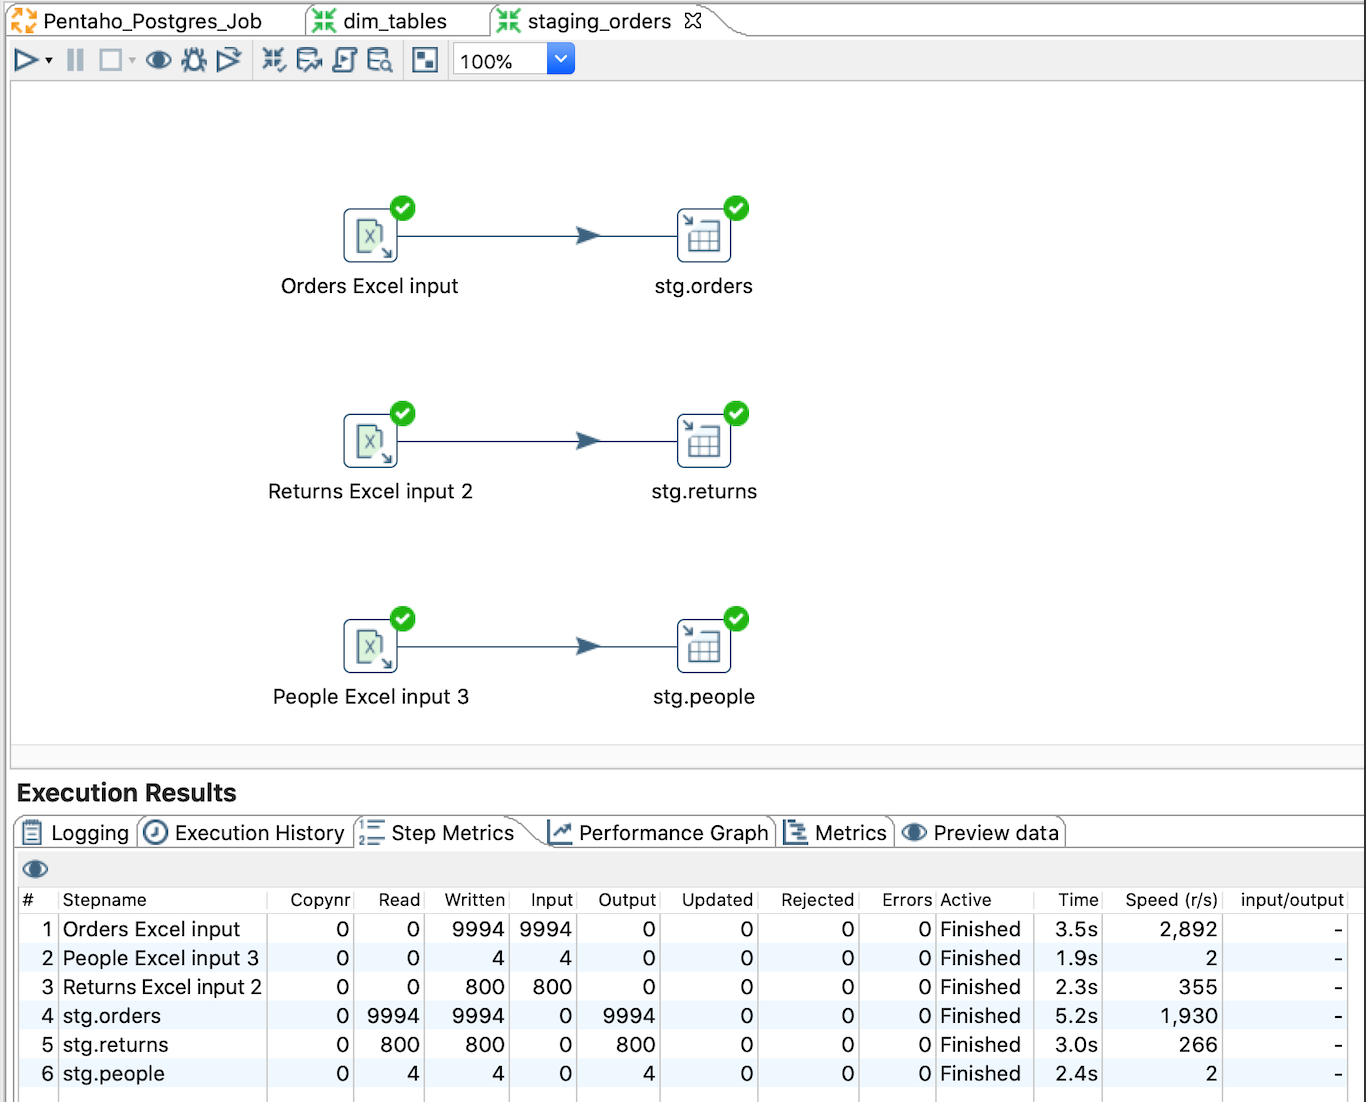 Pentaho_Postgres_Job dim_tables staging_orders
100%
Orders Excel input stg.orders
Returns Excel input 2 stg.returns
People Excel input 3 stg.people
Execution Results
Logging Execution History Step Metrics Performance Graph Metrics Preview data
# Stepname Copynr Read Written Input Output Updated Rejected Errors Active Time Speed (r/s) input/output
1 Orders Excel input 0 0 9994 9994 0 0 0 0 Finished 3.5s 2,892 -
2 People Excel input 3 0 0 4 4 0 0 0 0 Finished 1.9s 2 -
3 Returns Excel input 2 0 0 800 800 0 0 0 0 Finished 2.3s 355 -
4 stg.orders 0 9994 9994 0 9994 0 0 0 Finished 5.2s 1,930 -
5 stg.returns 0 800 800 0 800 0 0 0 Finished 3.0s 266 -
6 stg.people 0 4 4 0 4 0 0 0 Finished 2.4s 2 -